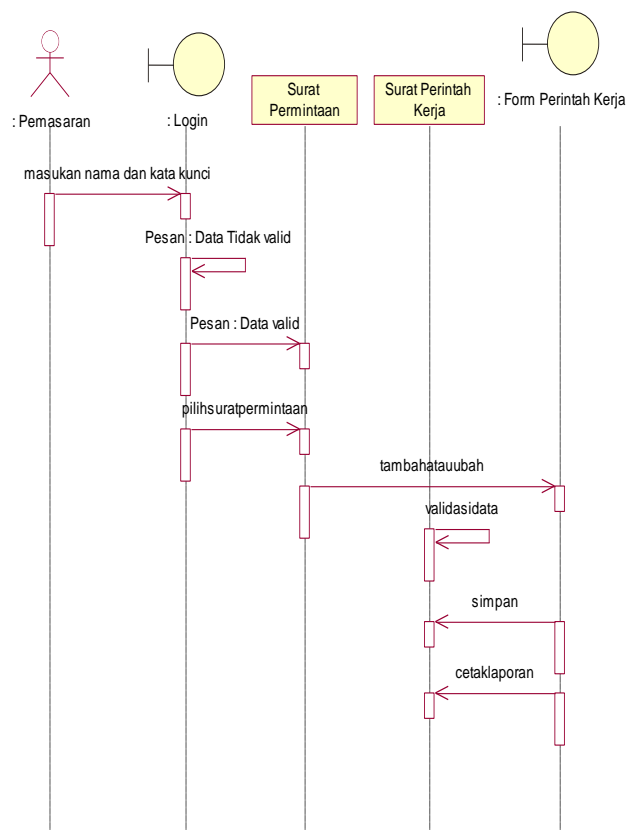 : Pemasaran
: Login
Surat
Permintaan
Surat Perintah
Kerja
: Form Perintah Kerja
masukan nama dan kata kunci
Pesan : Data Tidak valid
Pesan : Data valid
pilihsuratpermintaan
tambahatauubah
validasidata
simpan
cetaklaporan